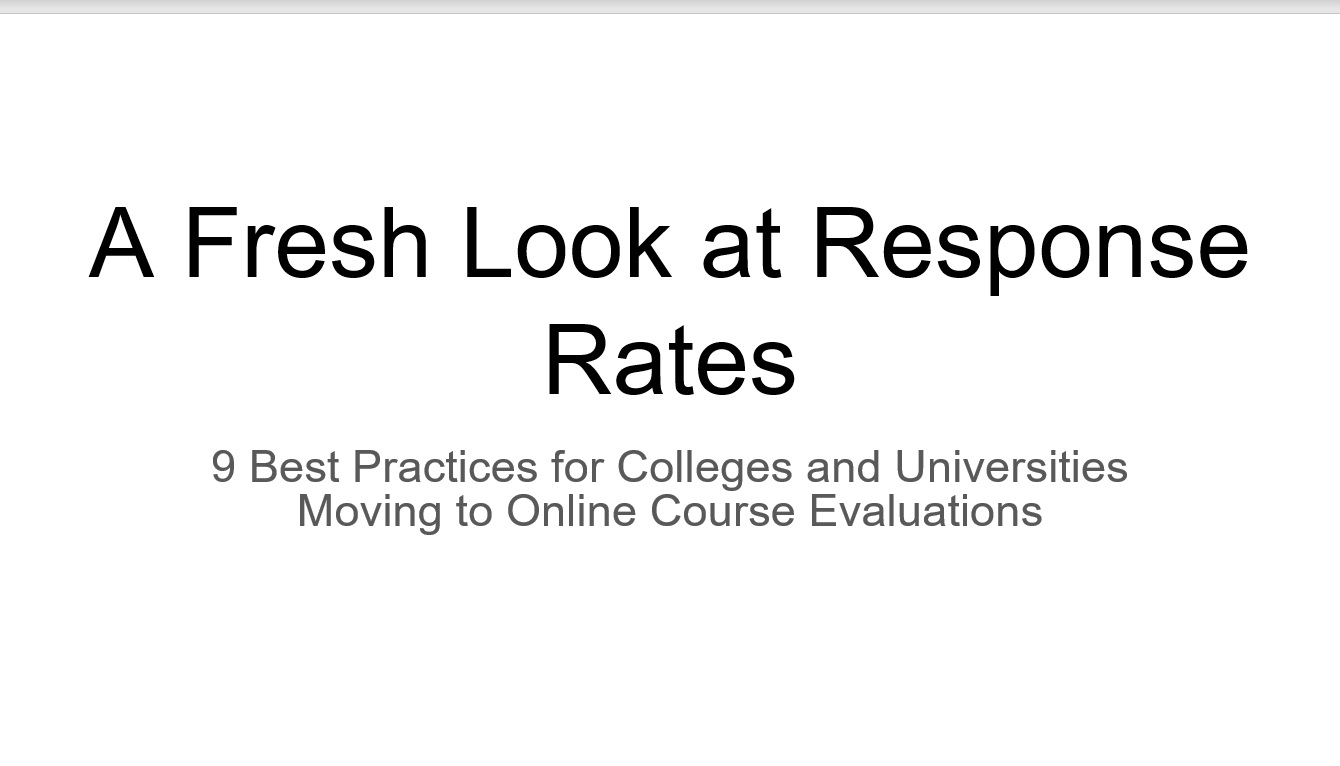 A Fresh Look at Response
Rates
9 Best Practices for Colleges and Universities
Moving to Online Course Evaluations